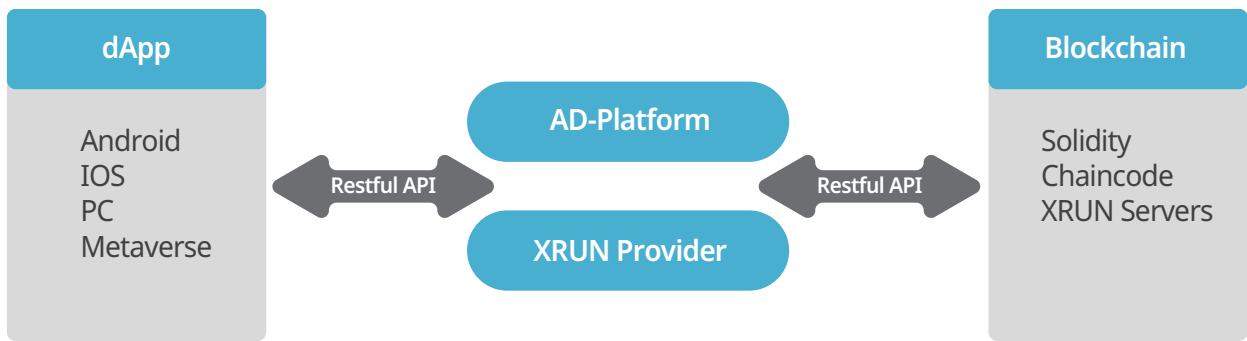 dApp
Android
IOS
PC
Metaverse
Restful API
AD-Platform
XRUN Provider
Restful API
Blockchain
Solidity
Chaincode
XRUN Servers